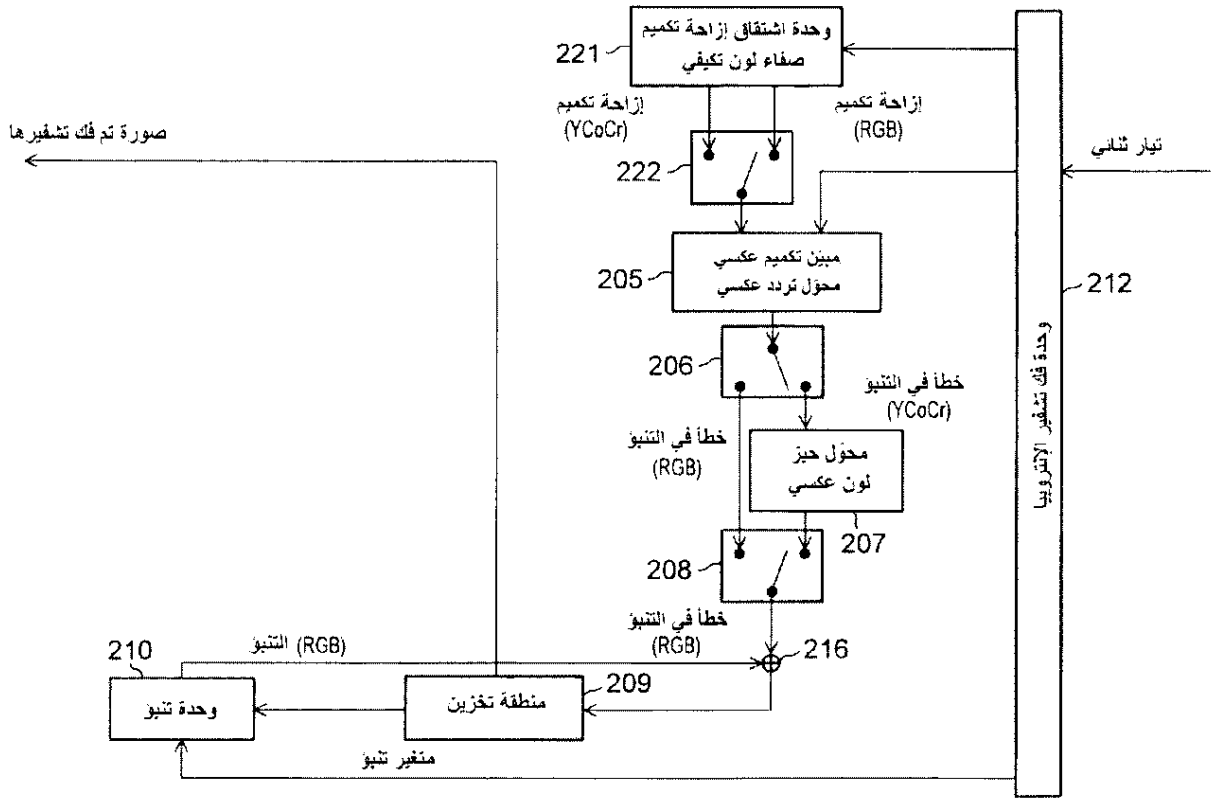 وحدة اشتقاق إزاحة تكميم
صفاء لون تكيفي
221
إزاحة تكميم
(RGB)
إزاحة تكميم
(YCoCr)
صورة تم فك تشفيرها
222
تيار ثنائي
مبيّن تكميم عكسي
محوّل تردد عكسي
205
212
وحدة فك تشفير الإنتروبيا
206
خطأ في التنبؤ
(YCoCr)
خطأ في التنبؤ
(RGB)
محوّل حيز
لون عكسي
207
208
خطأ في التنبؤ
(RGB)
التنبؤ (RGB)
210
216
209
منطقة تخزين
وحدة تنبؤ
متغير تنبؤ